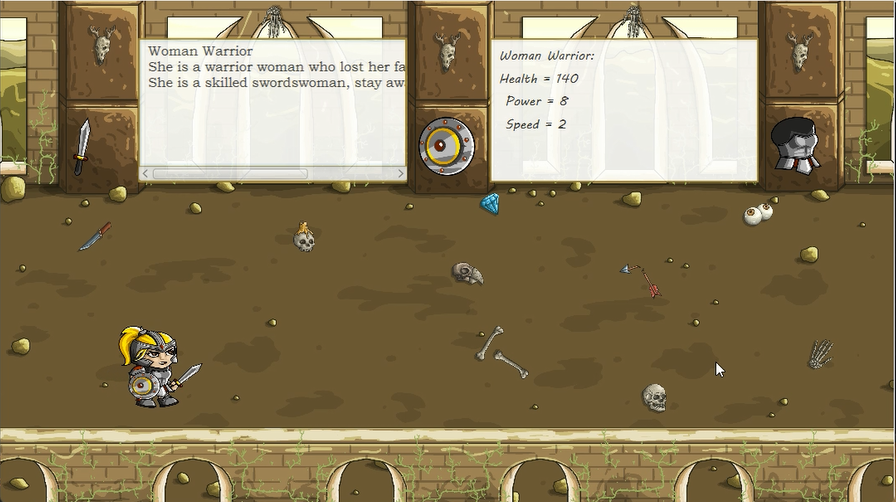 Woman Warrior
She is a warrior woman who lost her fa
She is a skilled swordswoman, stay aw
Woman Warrior:
Health = 140
Power = 8
Speed = 2